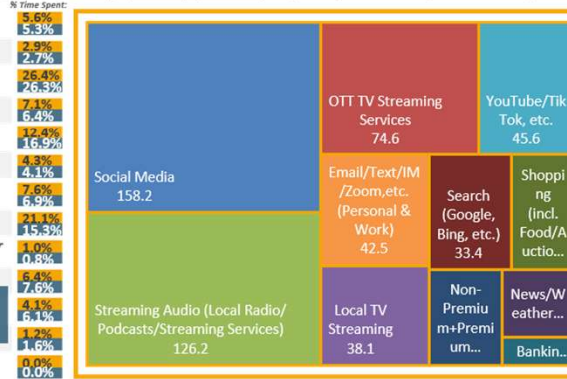 % Time Spent:
5.6%
5.3%
2.9%
2.7%
26.4%
26.3%
7.1%
6.4%
12.4%
16.9%
4.3%
4.1%
7.6%
6.9%
21.1%
15.3%
1.0%
0.8%
6.4%
7.6%
4.1%
6.1%
1.2%
1.6%
0.0%
0.0%
Social Media
158.2
Streaming Audio (Local Radio/
Podcasts/Streaming Services)
126.2
OTT TV Streaming
Services
74.6
YouTube/Tik
Tok, etc.
45.6
Email/Text/IM
/Zoom,etc.
(Personal &
Work)
42.5
Search
(Google,
Bing, etc.)
33.4
Shoppi
ng
(incl.
Food/A
uctio...
Local TV
Streaming
38.1
Non-
Premiu
m+Premi
um...
News/W
eather...
Bankin...